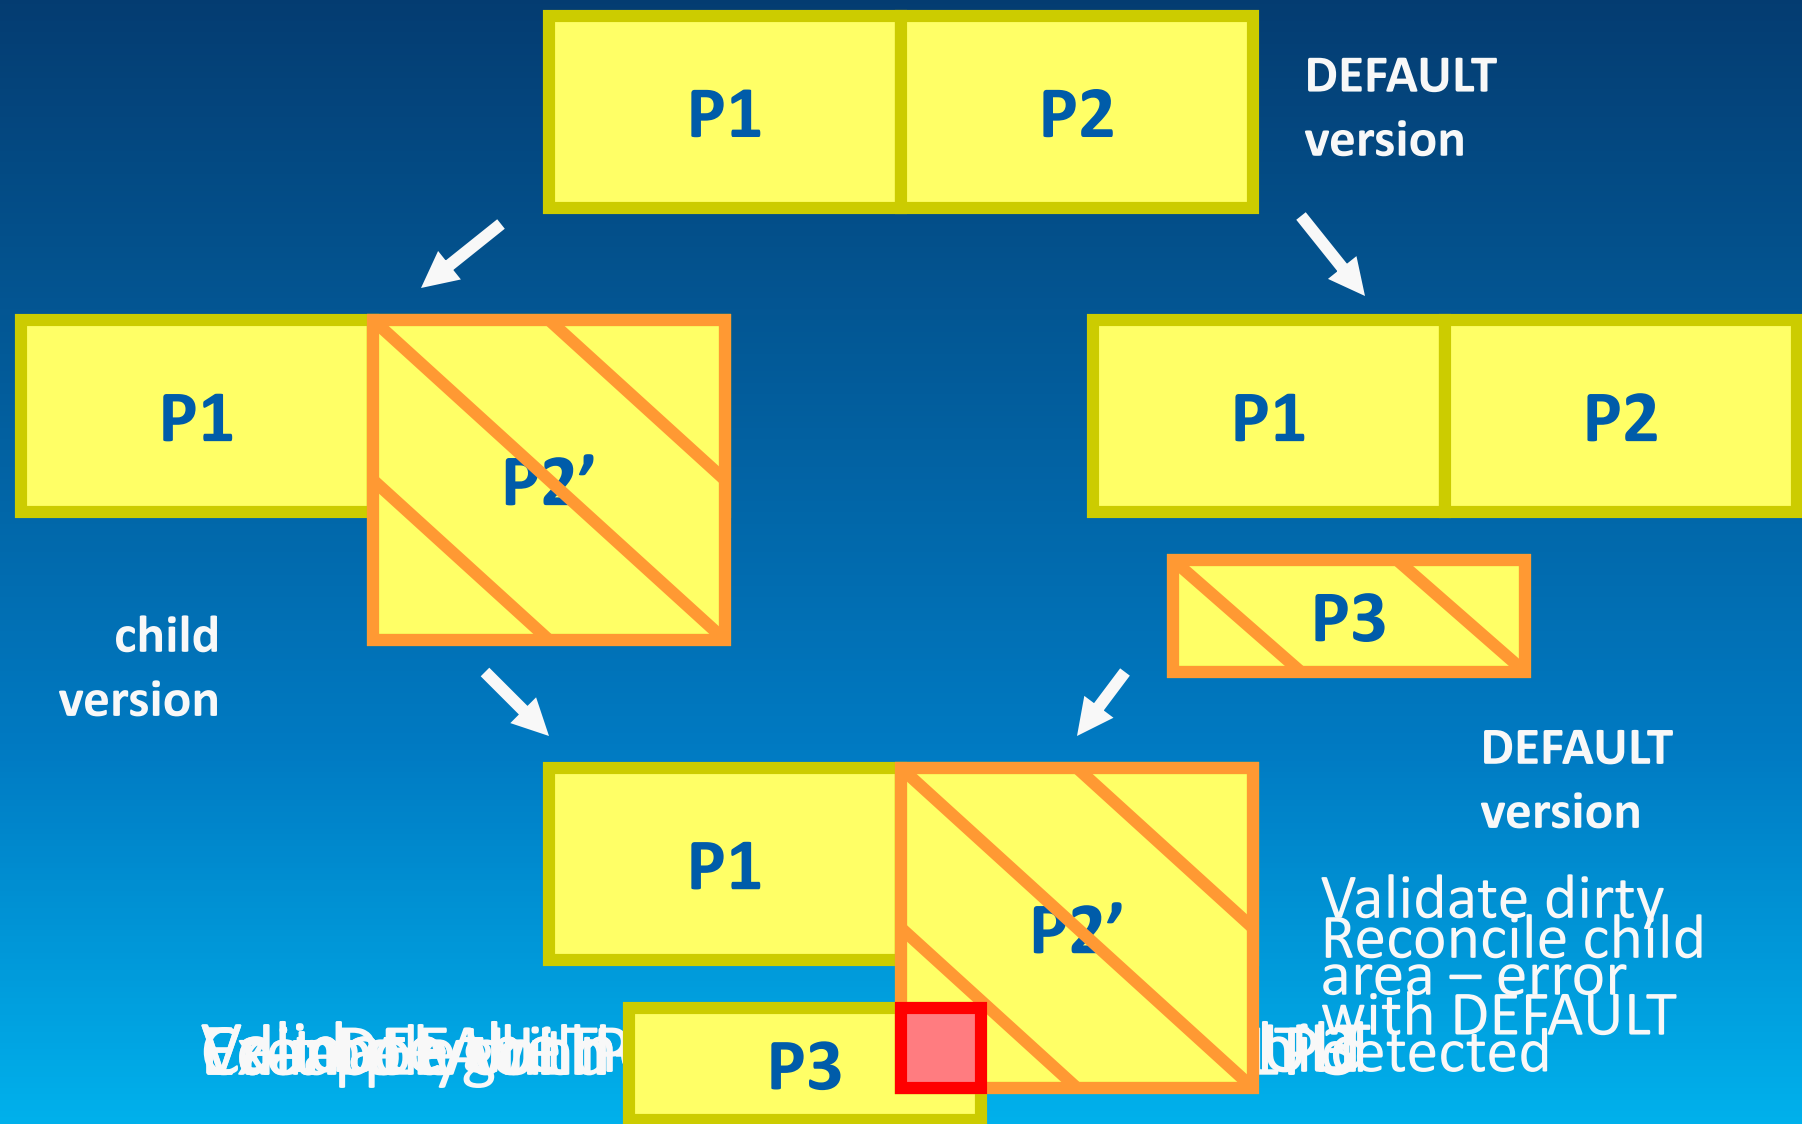 P1
P2
DEFAULT
version
P1
P2’
P1
P2
P3
child
version
DEFAULT
version
P1
P2’
P3
Validate dirty
area – error
detected
Reconcile child
with DEFAULT